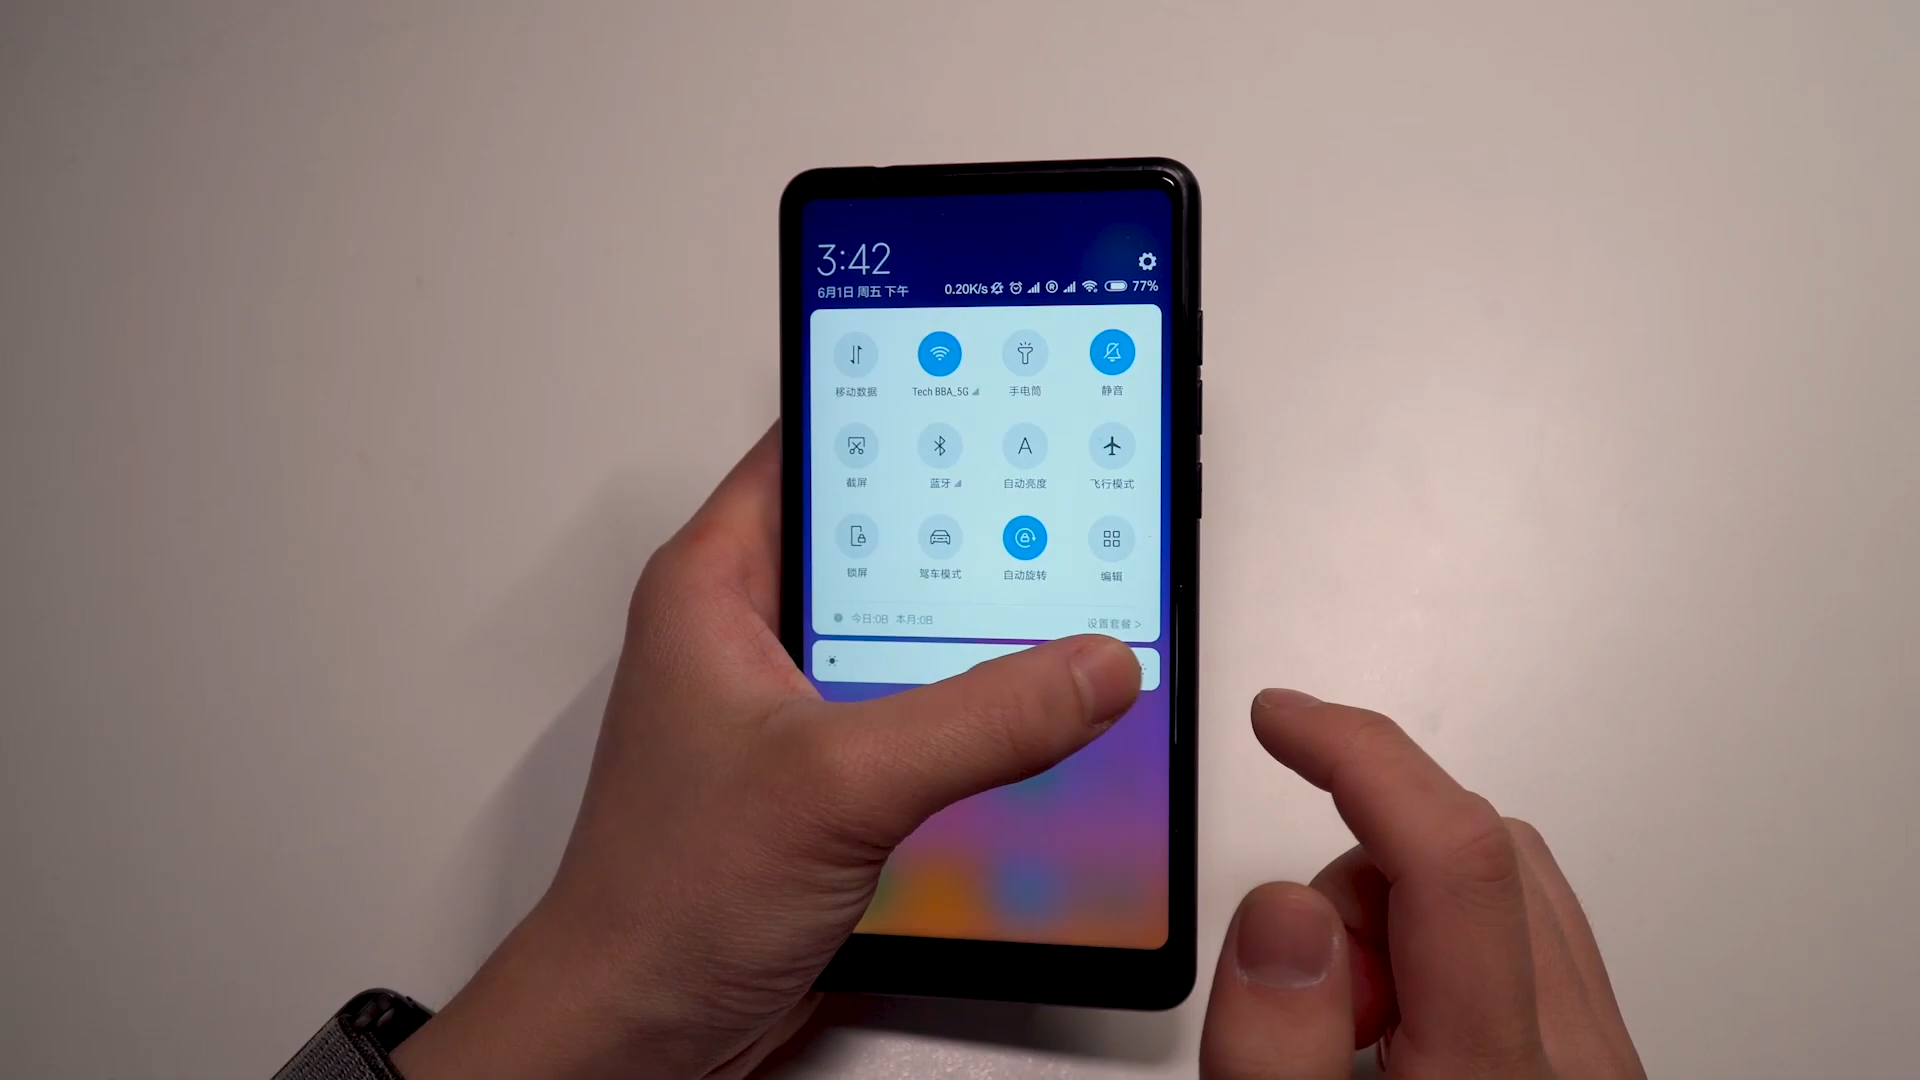 3:42
6月1日 周五 下午
0.20K/s Ⓡ 77%
移动数据 Tech BBA_5G 手电筒 静音
截屏 蓝牙 A 自动亮度 飞行模式
锁屏 驾车模式 自动旋转 编辑
今日:0B 本月:0B 设置套餐 >